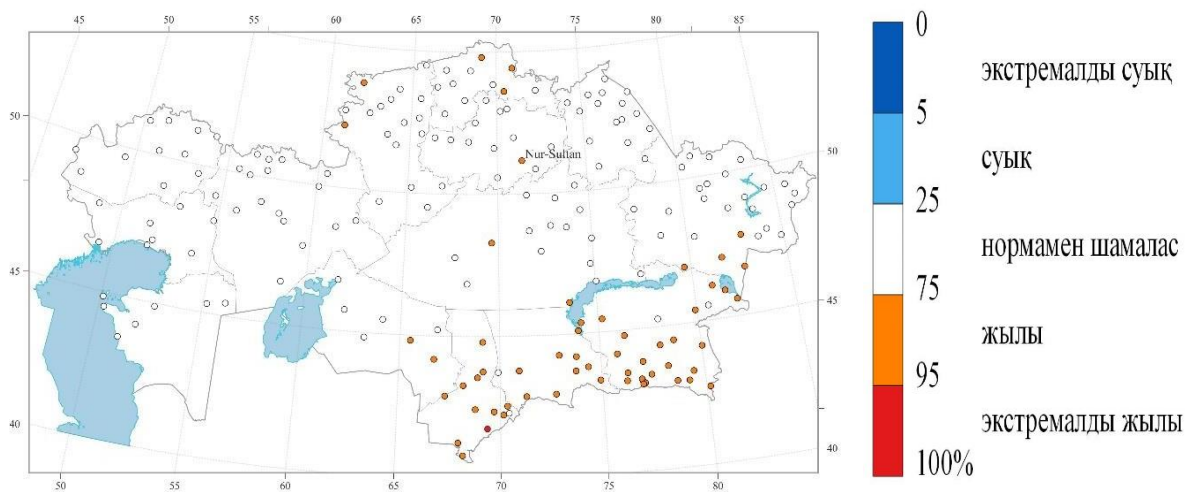 45 50 55 60 65 70 75 80 85
50
45
40
50
45
40
50 55 60 65 70 75 80
Nur-Sultan
0
экстремалды суық
5
суық
25
нормамен шамалас
75
жылы
95
экстремалды жылы
100%